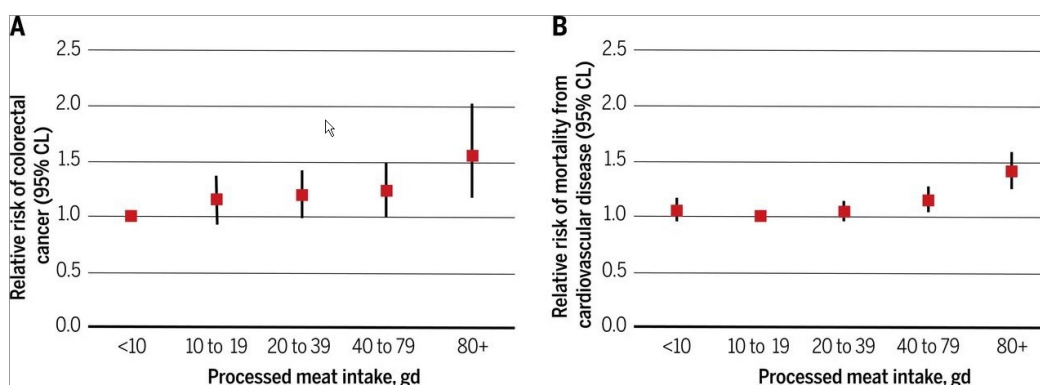 A
Relative risk of colorectal
cancer (95% CL)
2.5
2.0
1.5
1.0
0.5
0.0
<10 10 to 19 20 to 39 40 to 79 80+
Processed meat intake, gd
B
Relative risk of mortality from
cardiovascular disease (95% CL)
2.5
2.0
1.5
1.0
0.5
0.0
<10 10 to 19 20 to 39 40 to 79 80+
Processed meat intake, gd